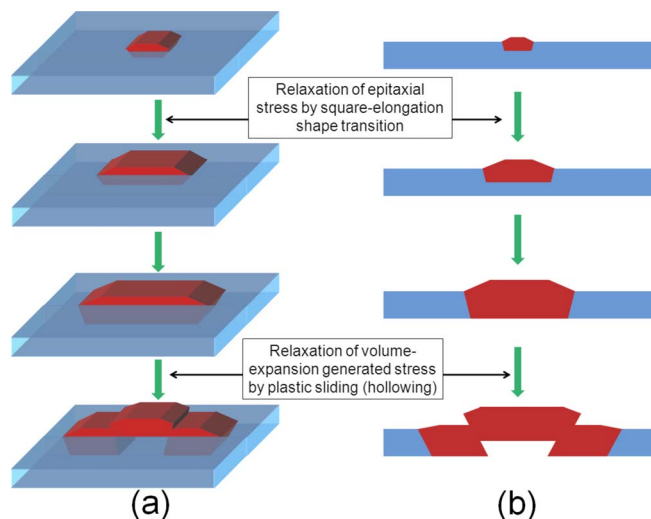 Relaxation of epitaxial
stress by square-elongation
shape transition
Relaxation of volume-
expansion generated stress
by plastic sliding (hollowing)
(a)
(b)